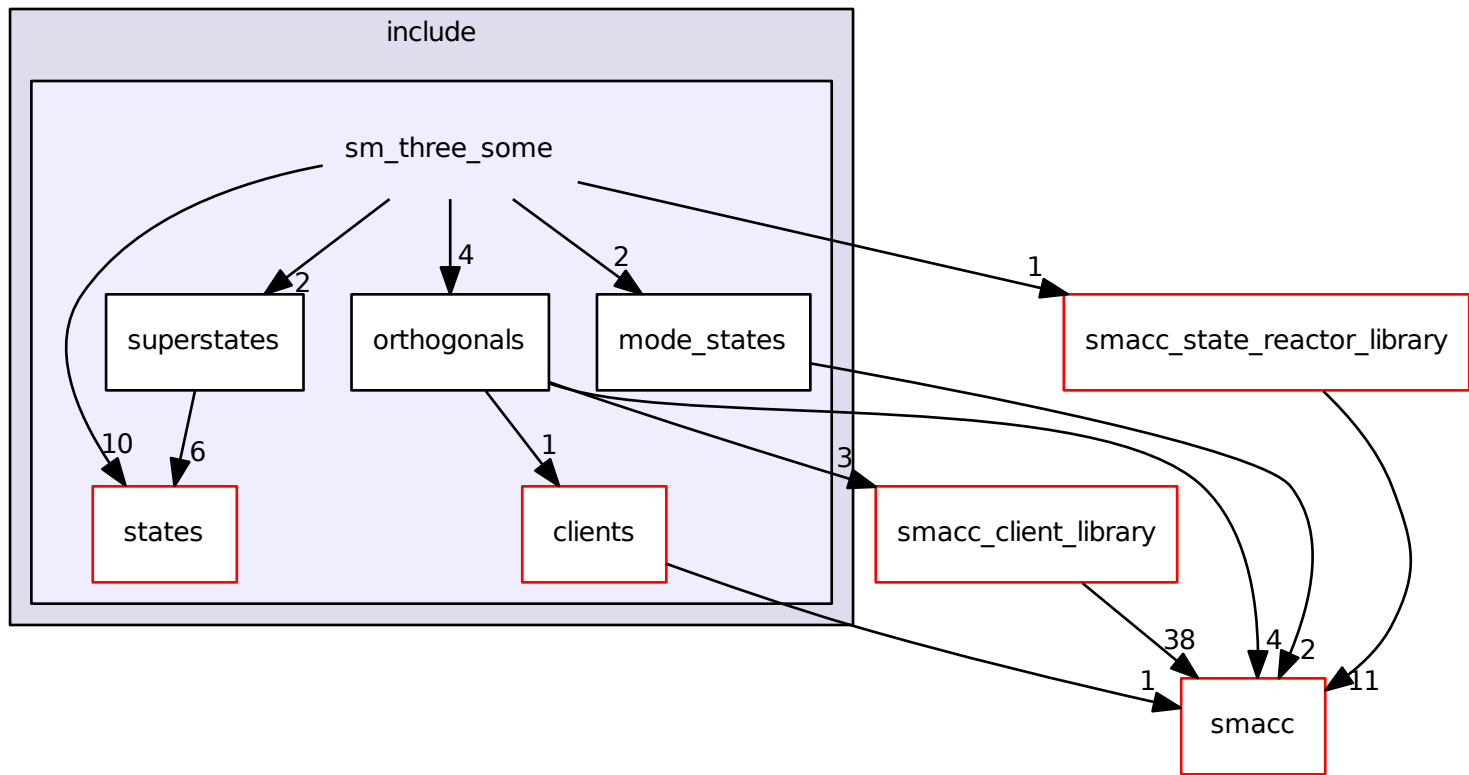 include
sm_three_some
1
2
4
2
superstates
orthogonals
mode_states
smacc_state_reactor_library
10
6
1
3
states
clients
smacc_client_library
38
4
2
11
1
smacc